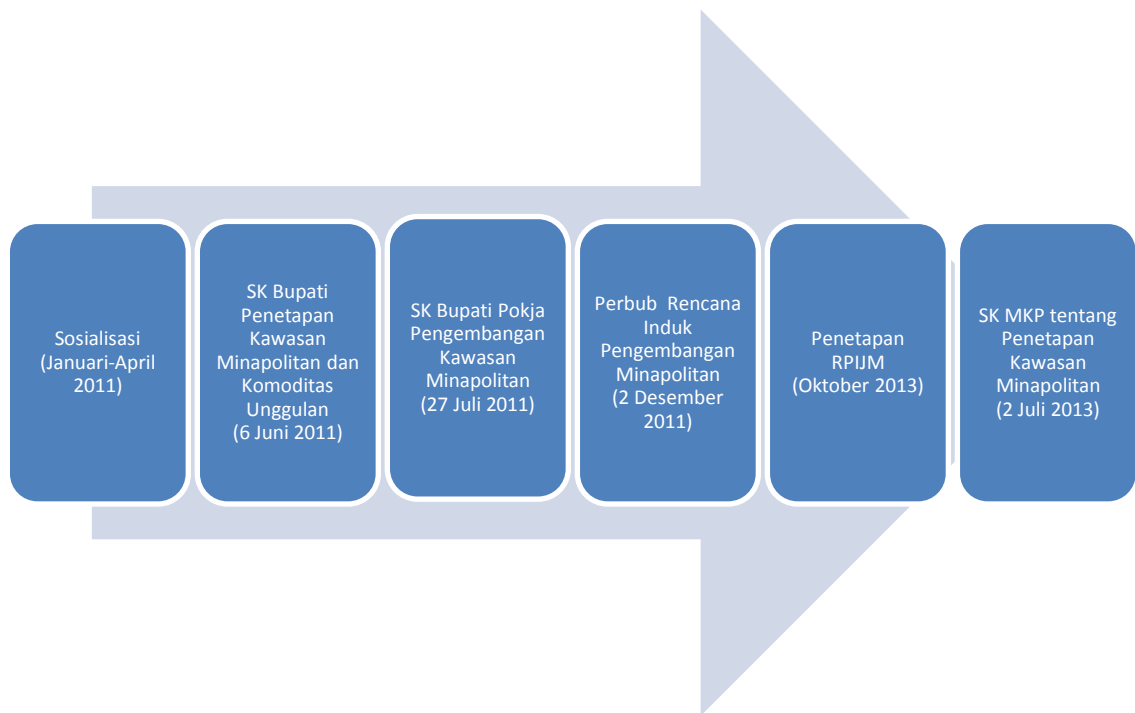 Sosialisasi
(Januari-April
2011)
SK Bupati
Penetapan
Kawasan
Minapolitan dan
Komoditas
Unggulan
(6 Juni 2011)
SK Bupati Pokja
Pengembangan
Kawasan
Minapolitan
(27 Juli 2011)
Perbub Rencana
Induk
Pengembangan
Minapolitan
(2 Desember
2011)
Penetapan
RPIJM
(Oktober 2013)
SK MKP tentang
Penetapan
Kawasan
Minapolitan
(2 Juli 2013)